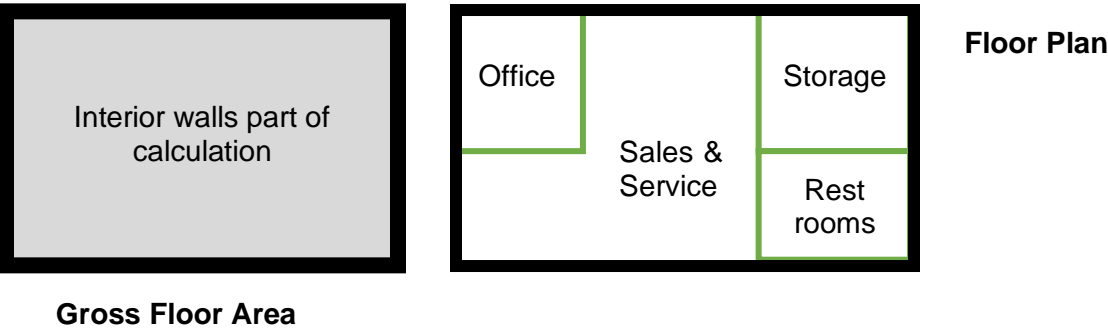 Interior walls part of
calculation
Gross Floor Area
Office
Sales &
Service
Storage
Rest
rooms
Floor Plan